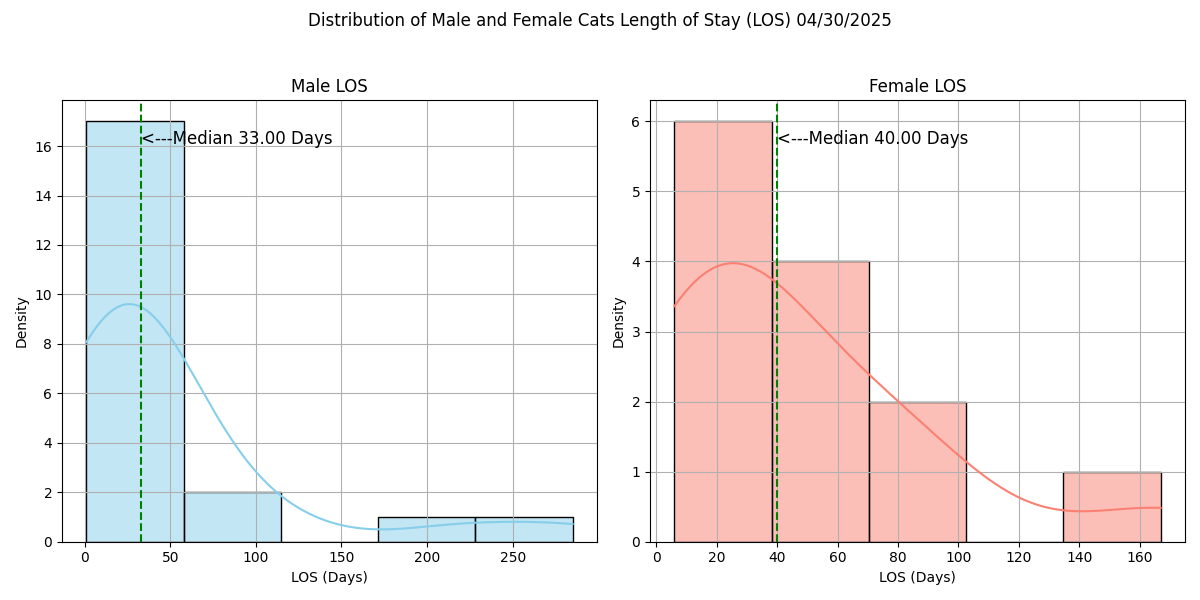 Distribution of Male and Female Cats Length of Stay (LOS) 04/30/2025
Male LOS
<---Median 33.00 Days
Density
16
14
12
10
8
6
4
2
0
0 50 100 150 200 250
LOS (Days)
Female LOS
<---Median 40.00 Days
Density
6
5
4
3
2
1
0
0 20 40 60 80 100 120 140 160
LOS (Days)